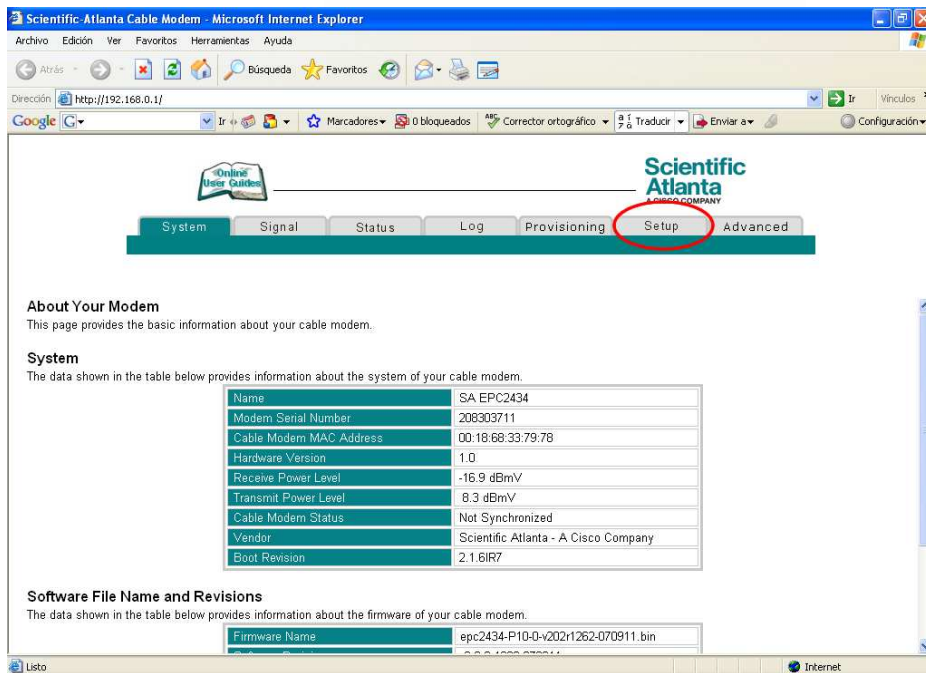 Scientific-Atlanta Cable Modem - Microsoft Internet Explorer
Archivo Edición Ver Favoritos Herramientas Ayuda
Atrás Búsqueda Favoritos
Dirección http://192.168.0.1/ Ir Vínculos
Google G Ir Marcadores 0 bloqueados ABC Corrector ortográfico Traducir Enviar a Configuración
Online
User Guides
Scientific
Atlanta
A CISCO COMPANY
System Signal Status Log Provisioning Setup Advanced
About Your Modem
This page provides the basic information about your cable modem.
System
The data shown in the table below provides information about the system of your cable modem.
Name SA EPC2434
Modem Serial Number 208303711
Cable Modem MAC Address 00:18:68:33:79:78
Hardware Version 1.0
Receive Power Level -16.9 dBmV
Transmit Power Level 8.3 dBmV
Cable Modem Status Not Synchronized
Vendor Scientific Atlanta - A Cisco Company
Boot Revision 2.1.6IR7
Software File Name and Revisions
The data shown in the table below provides information about the firmware of your cable modem.
Firmware Name epc2434-P10-0-v202r1262-070911.bin
Listo Internet